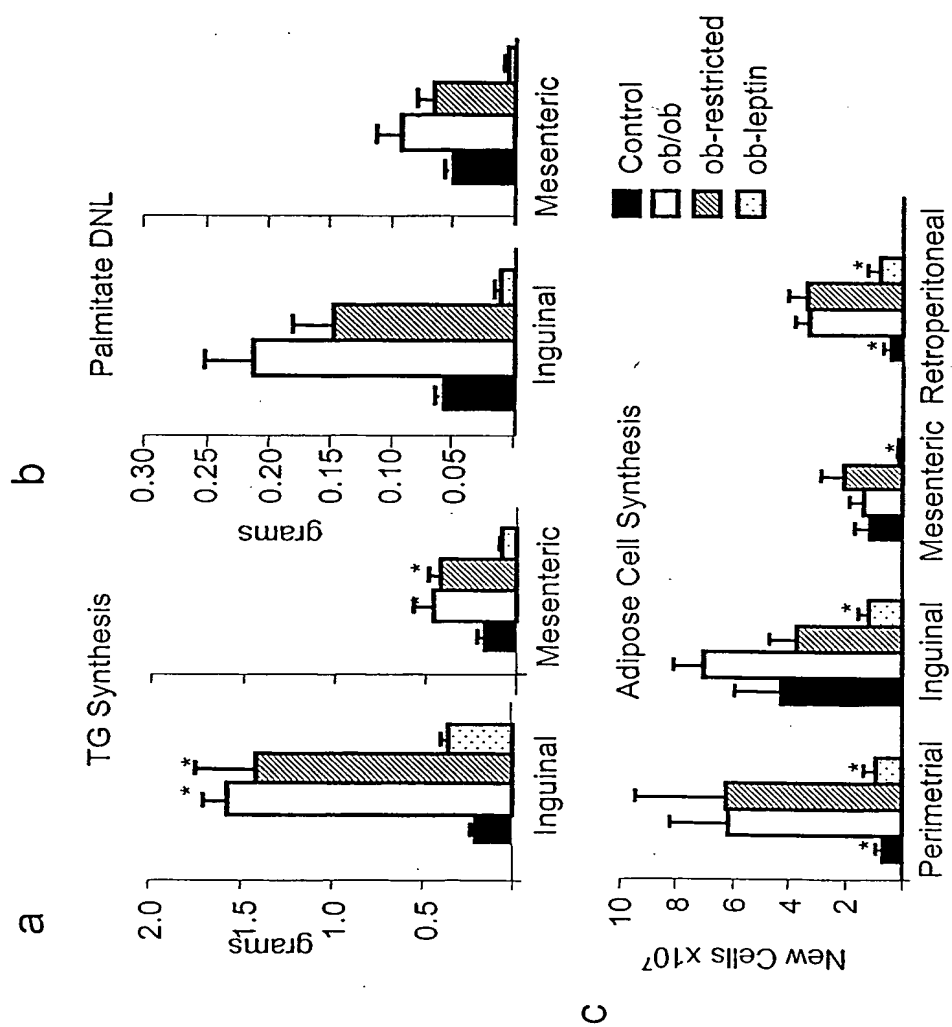 a
TG Synthesis
grams
2.0
1.5
1.0
0.5
Inguinal
Mesenteric
b
Palmitate DNL
grams
0.30
0.25
0.20
0.15
0.10
0.05
Inguinal
Mesenteric
* *
* *
c
Adipose Cell Synthesis
New Cells x10⁷
10
8
6
4
2
* *
*
*
* *
Perimetrial
Inguinal
Mesenteric
Retroperitoneal
Control
ob/ob
ob-restricted
ob-leptin